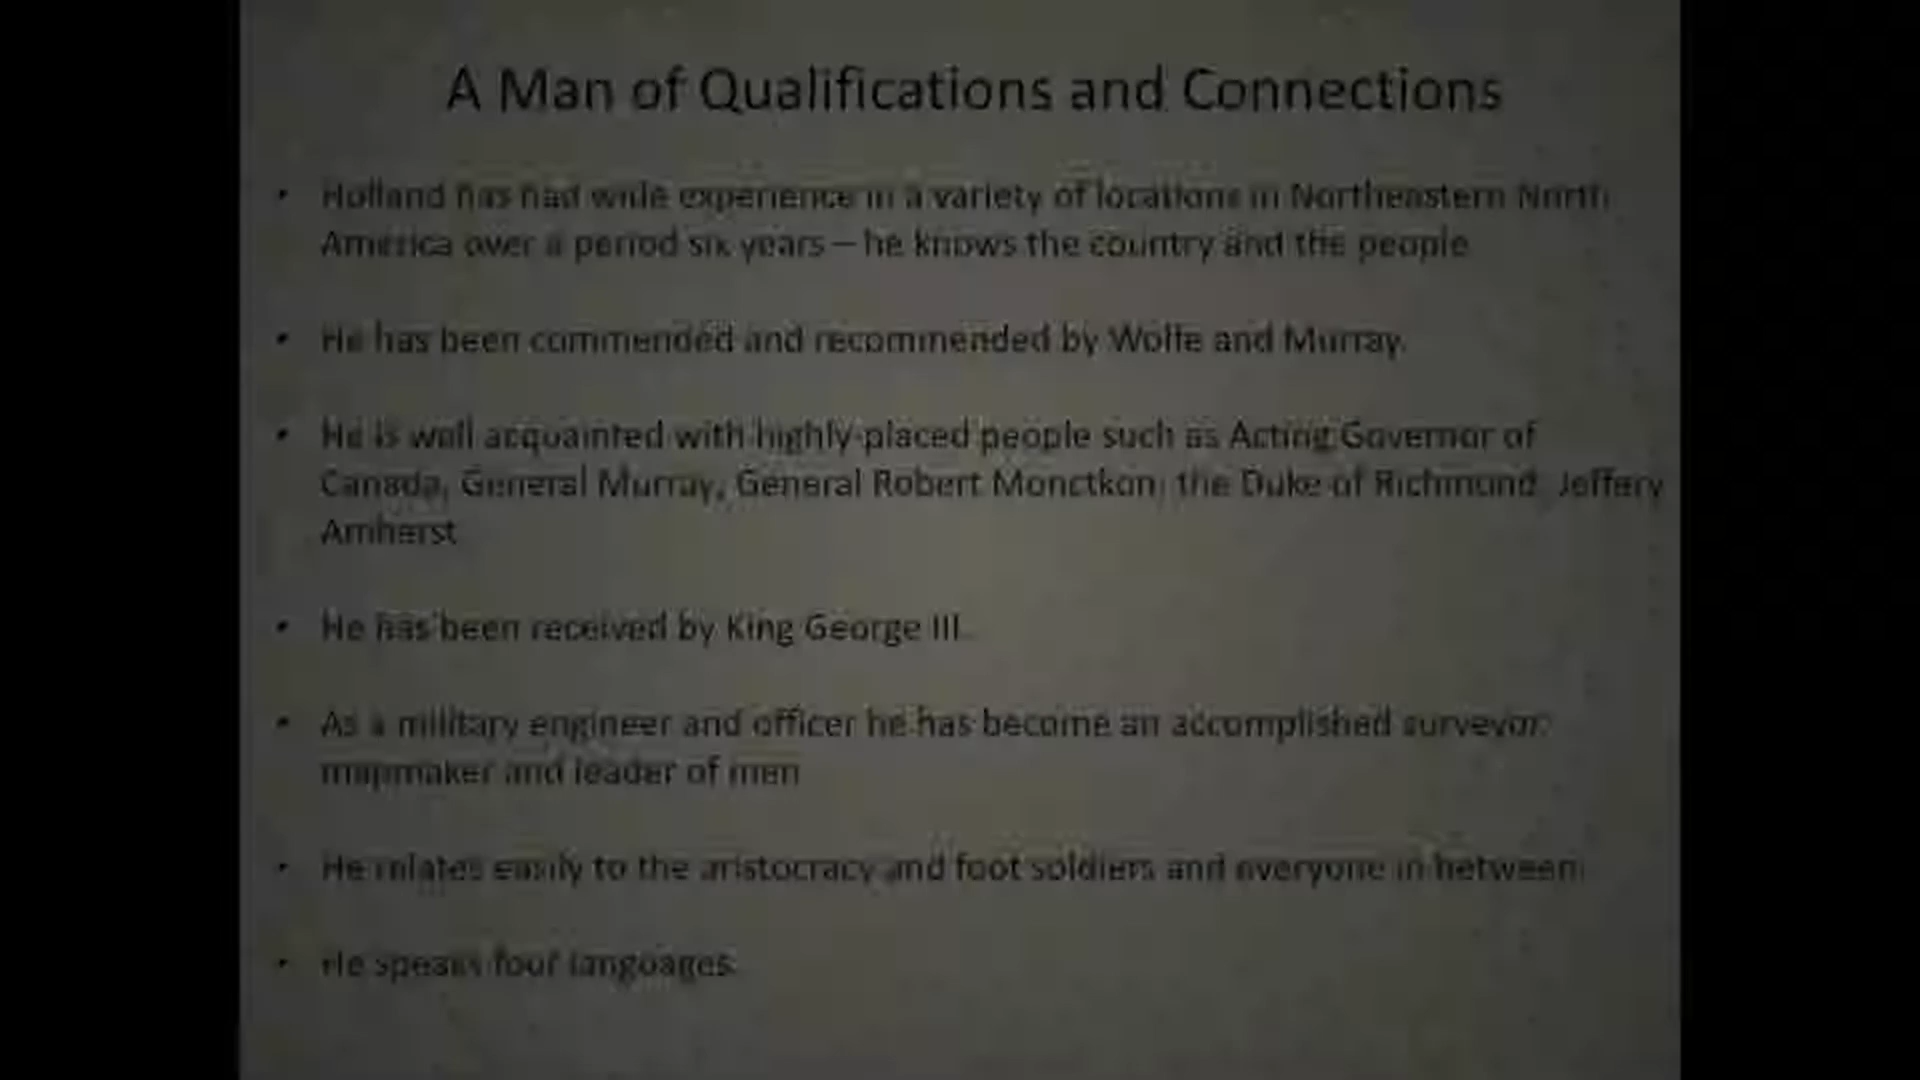 A Man of Qualifications and Connections
• Holland has had wide experience in a variety of locations in Northeastern North
America over a period six years – he knows the country and the people
• He has been commended and recommended by Wolfe and Murray.
• He is well acquainted with highly-placed people such as Acting Governor of
Canada, General Murray, General Robert Monctkon, the Duke of Richmond, Jeffery
Amherst
• He has been received by King George III.
• As a military engineer and officer he has become an accomplished surveyor,
mapmaker and leader of men
• He relates easily to the aristocracy and foot soldiers and everyone in between.
• He speaks four languages.